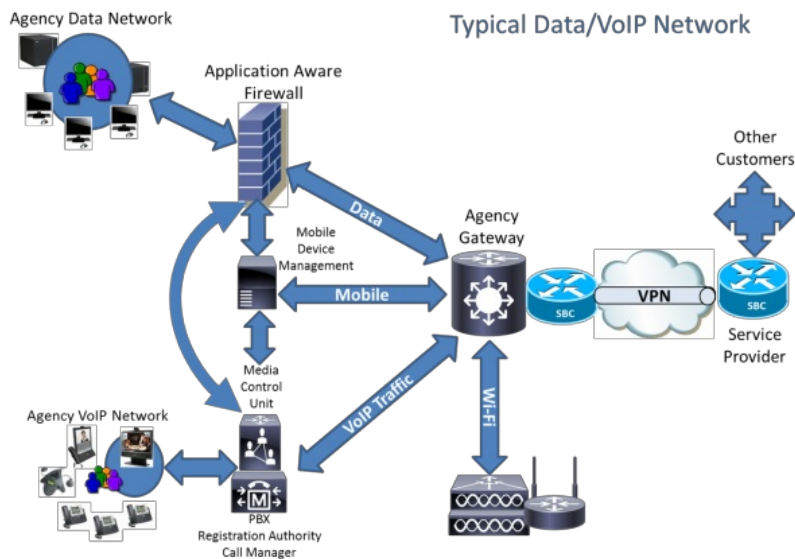 Agency Data Network
Typical Data/VoIP Network
Application Aware
Firewall
Other
Customers
Data
Agency
Gateway
Mobile
Device
Management
Mobile
SBC
VPN
SBC
Service
Provider
Media
Control
Unit
VoIP Traffic
Wi-Fi
Agency VoIP Network
M
PBX
Registration Authority
Call Manager